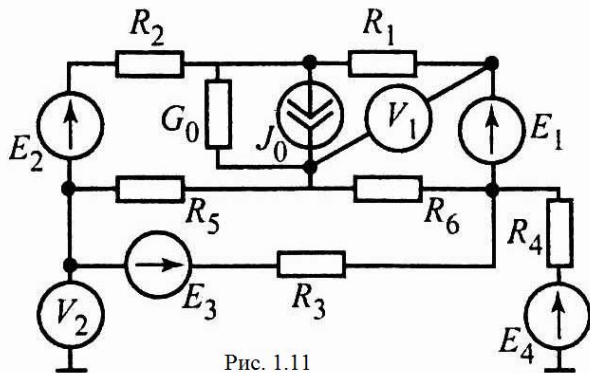 R2 R1
G0 J0 V1 E1
E2
R5 R6 R4
E3 R3
V2 E4
Рис. 1.11